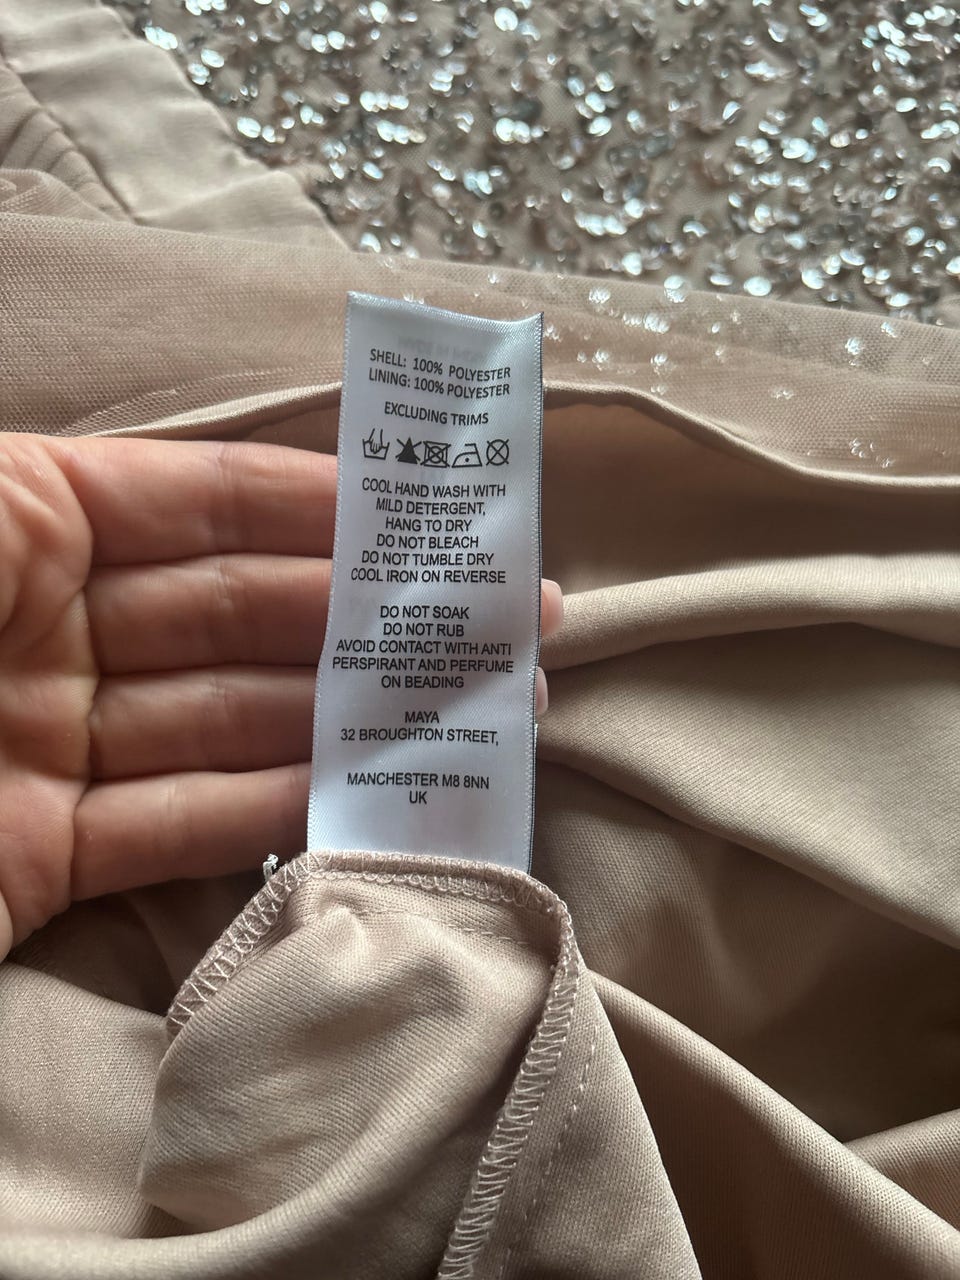 SHELL: 100% POLYESTER
LINING: 100% POLYESTER
EXCLUDING TRIMS
COOL HAND WASH WITH
MILD DETERGENT,
HANG TO DRY
DO NOT BLEACH
DO NOT TUMBLE DRY
COOL IRON ON REVERSE
DO NOT SOAK
DO NOT RUB
AVOID CONTACT WITH ANTI
PERSPIRANT AND PERFUME
ON BEADING
MAYA
32 BROUGHTON STREET,
MANCHESTER M8 8NN
UK